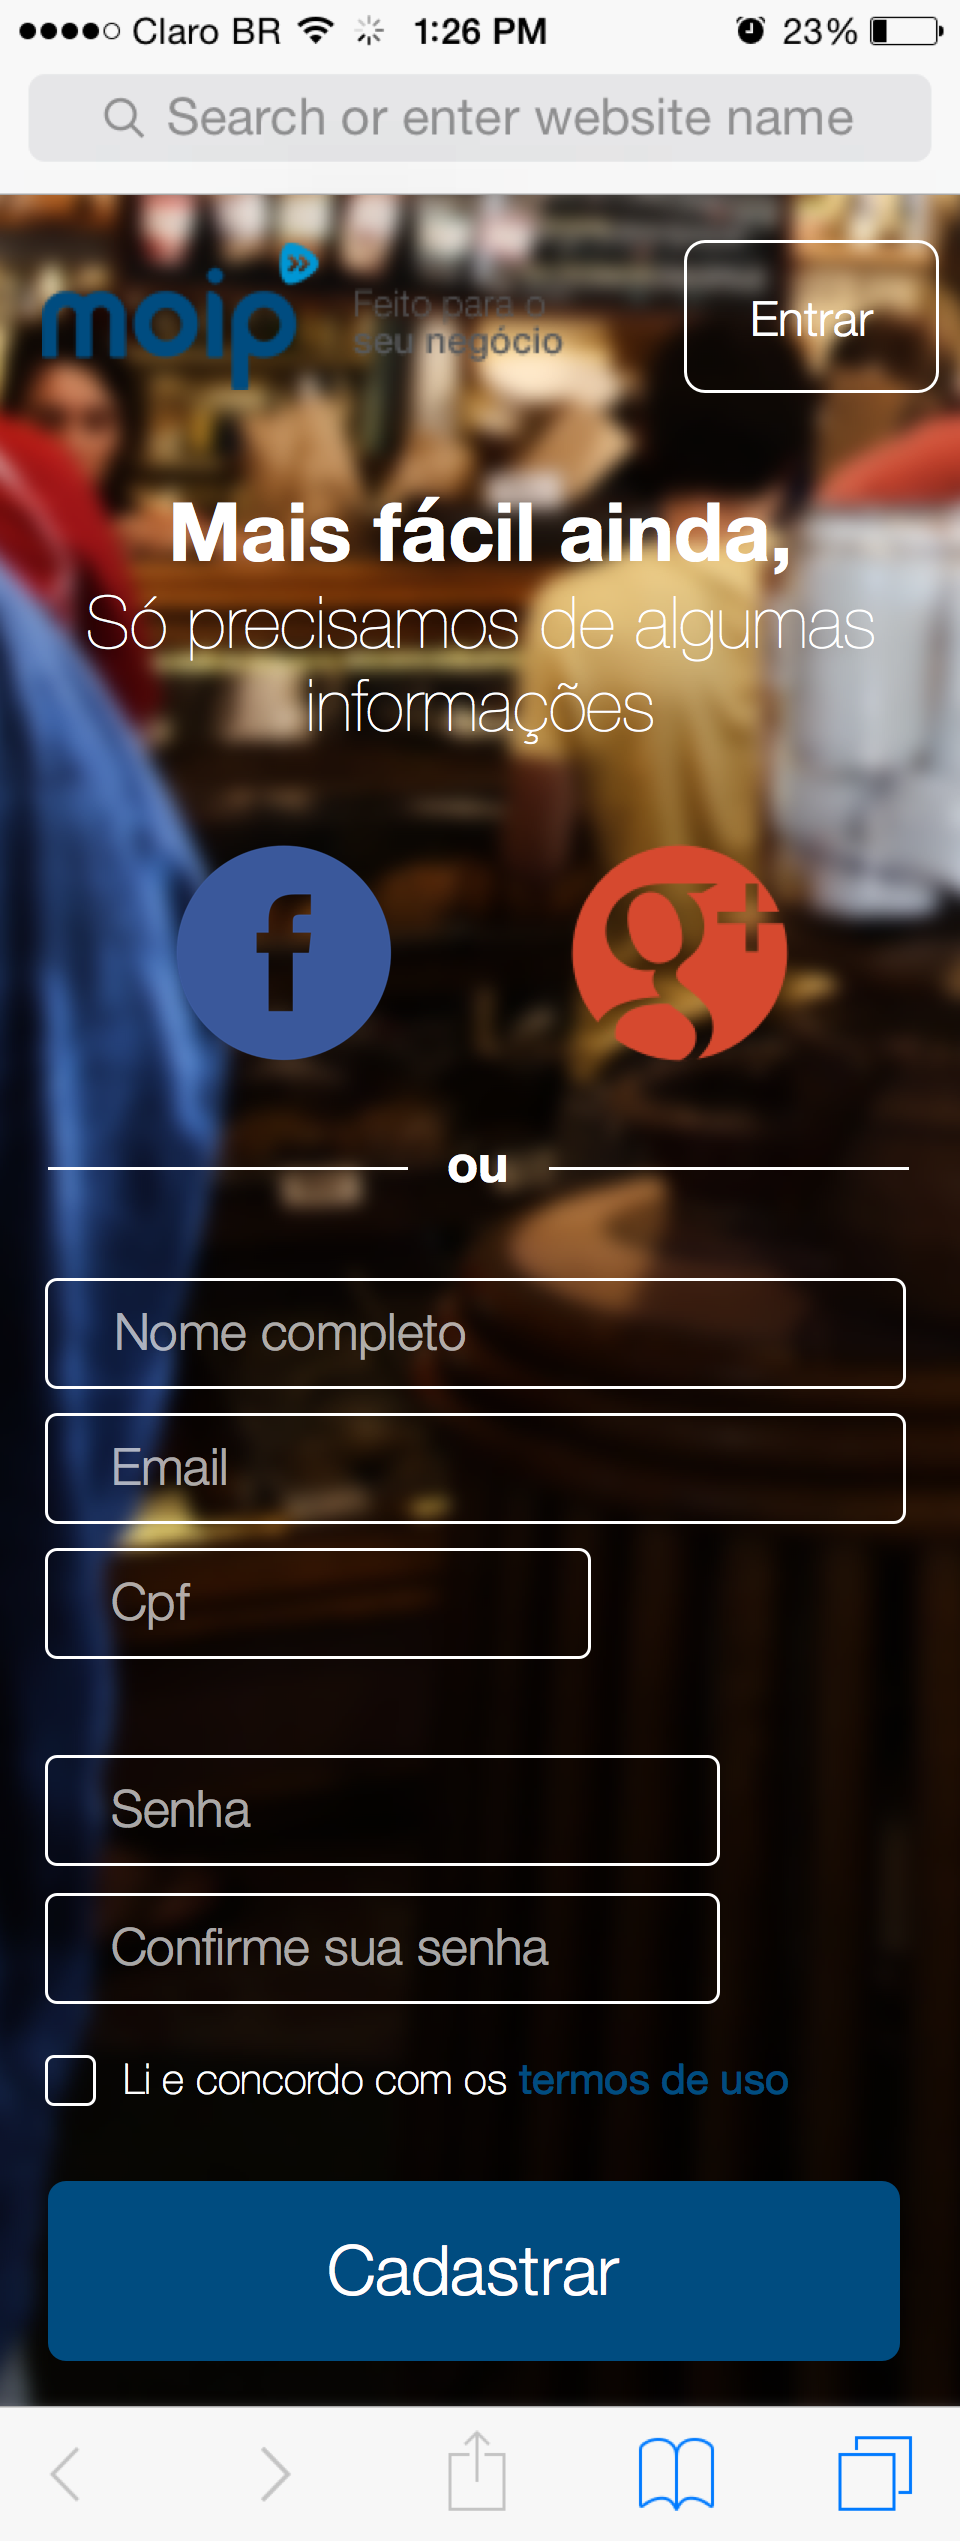 Claro BR 1:26 PM 23%
Search or enter website name
moip
Feito para o
seu negócio
Entrar
Mais fácil ainda,
Só precisamos de algumas
informações
f g+
ou
Nome completo
Email
Cpf
Senha
Confirme sua senha
Li e concordo com os termos de uso
Cadastrar